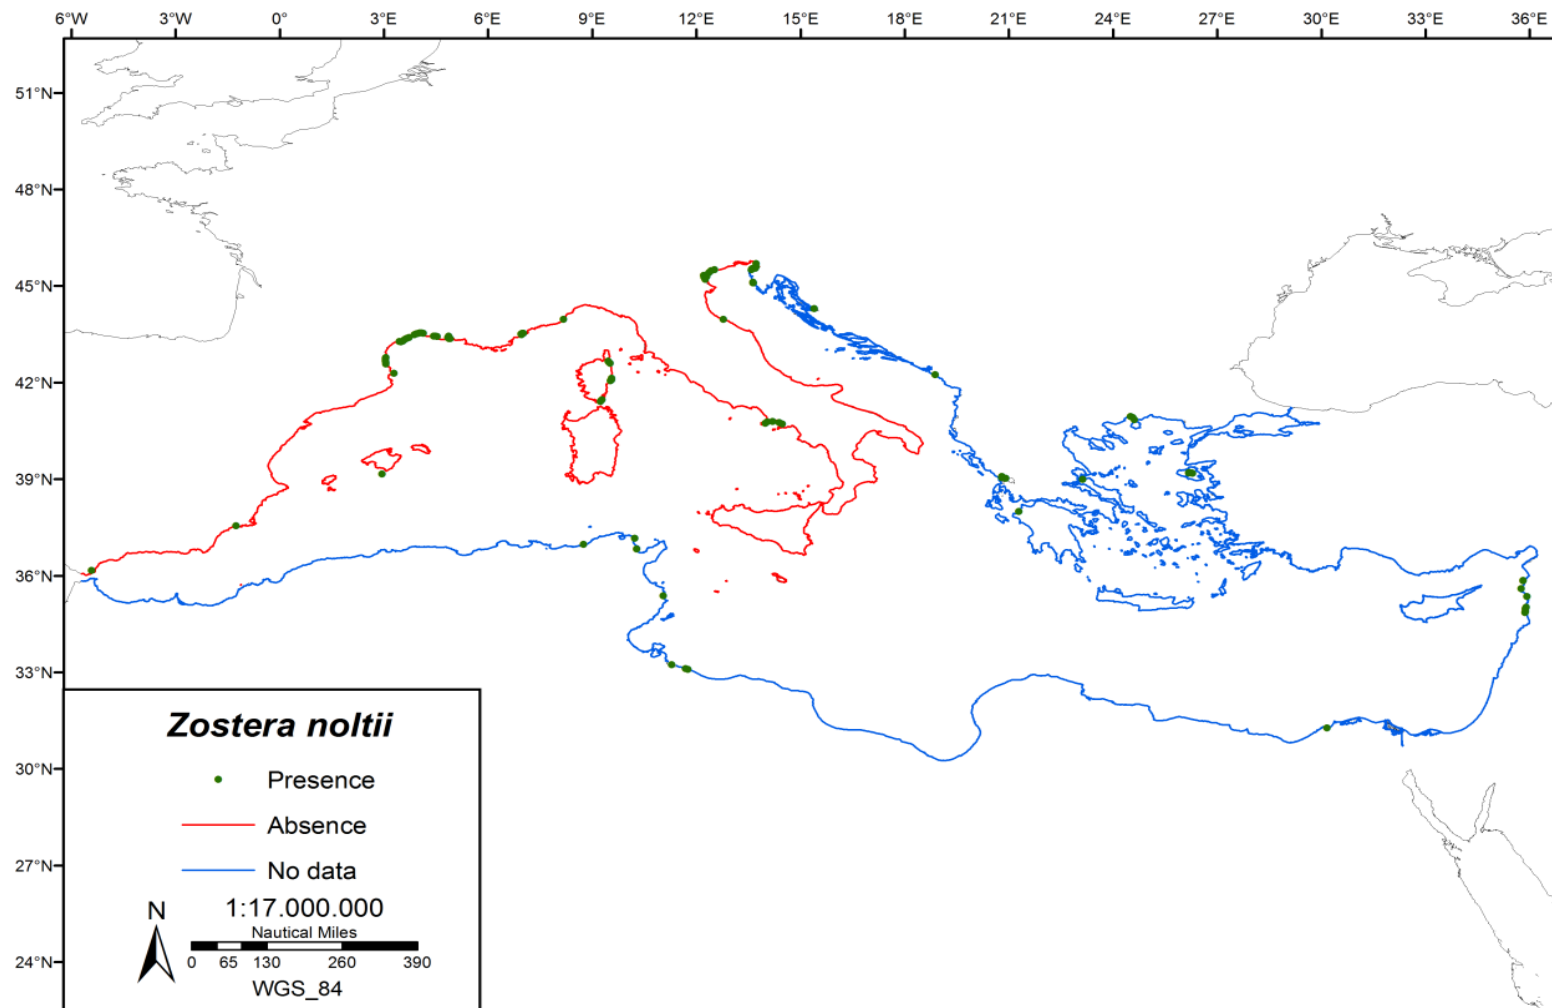 6°W 3°W 0° 3°E 6°E 9°E 12°E 15°E 18°E 21°E 24°E 27°E 30°E 33°E 36°E
51°N
48°N
45°N
42°N
39°N
36°N
33°N
30°N
27°N
24°N
Zostera noltii
Presence
Absence
No data
N
1:17.000.000
Nautical Miles
0 65 130 260 390
WGS_84